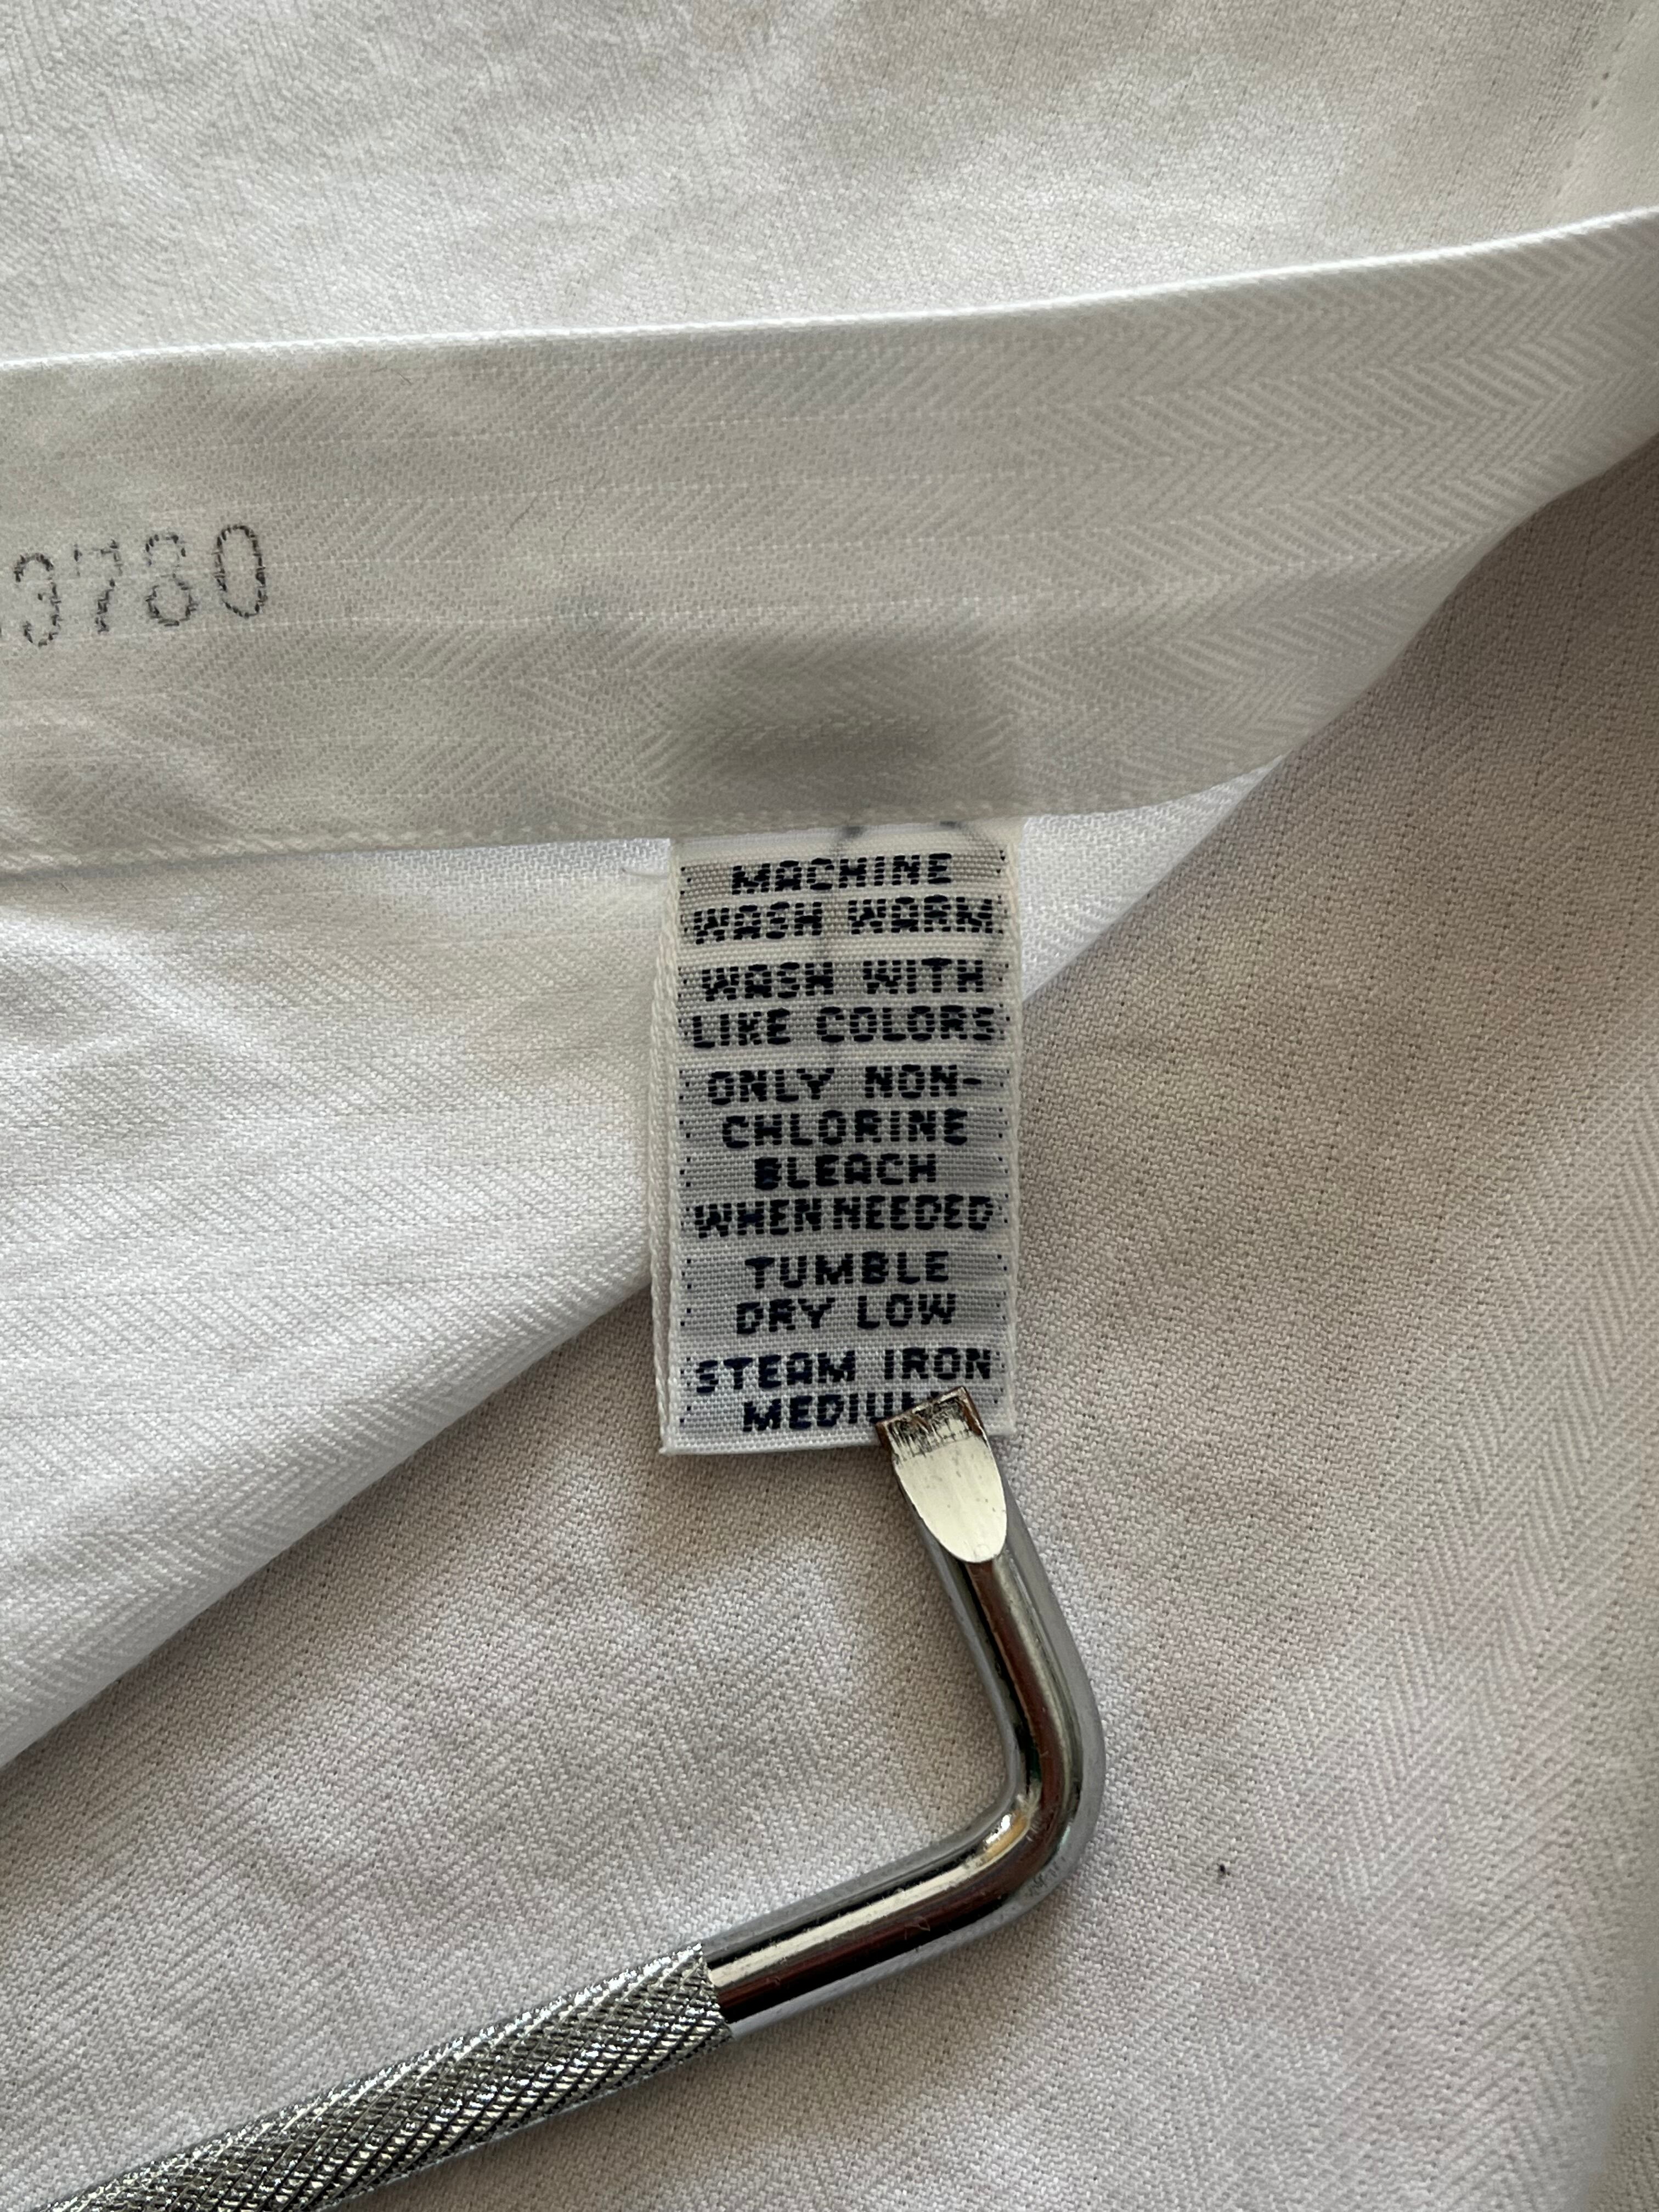 3780
MACHINE
WASH WARM
WASH WITH
LIKE COLORS
ONLY NON-
CHLORINE
BLEACH
WHEN NEEDED
TUMBLE
DRY LOW
STEAM IRON
MEDIUM